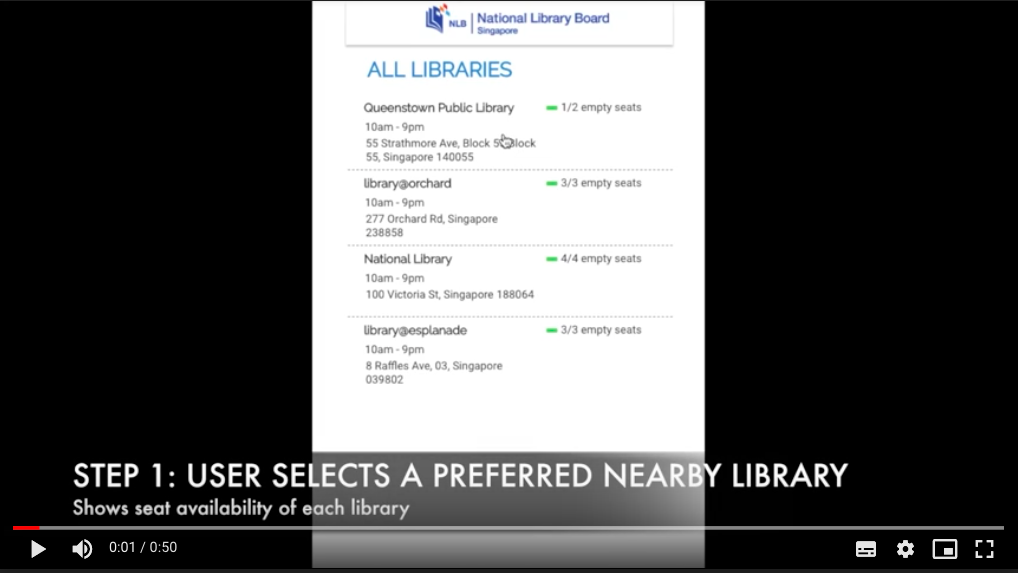 NLB National Library Board
Singapore
ALL LIBRARIES
Queenstown Public Library 1/2 empty seats
10am - 9pm
55 Strathmore Ave, Block
55, Singapore 140055
library@orchard 3/3 empty seats
10am - 9pm
277 Orchard Rd, Singapore
238858
National Library 4/4 empty seats
10am - 9pm
100 Victoria St, Singapore 188064
library@esplanade 3/3 empty seats
10am - 9pm
8 Raffles Ave, 03, Singapore
039802
STEP 1: USER SELECTS A PREFERRED NEARBY LIBRARY
Shows seat availability of each library
0:01 / 0:50